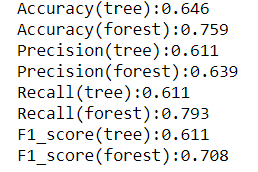 Accuracy(tree):0.646
Accuracy(forest):0.759
Precision(tree):0.611
Precision(forest):0.639
Recall(tree):0.611
Recall(forest):0.793
F1_score(tree):0.611
F1_score(forest):0.708